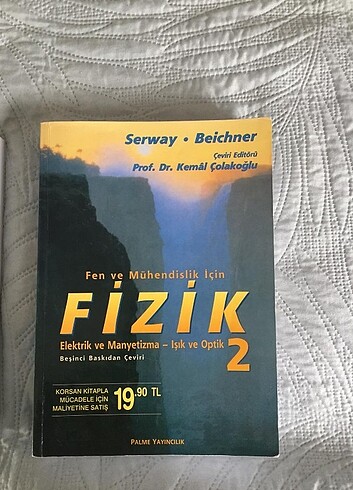 Serway • Beichner
Çeviri Editörü
Prof. Dr. Kemâl Çolakoğlu
Fen ve Mühendislik İçin
FİZİK
Elektrik ve Manyetizma – Işık ve Optik
Beşinci Baskıdan Çeviri
2
KORSAN KİTAPLA
MÜCADELE İÇİN
MALİYETİNE SATIŞ
19.90 TL
PALME YAYINCILIK